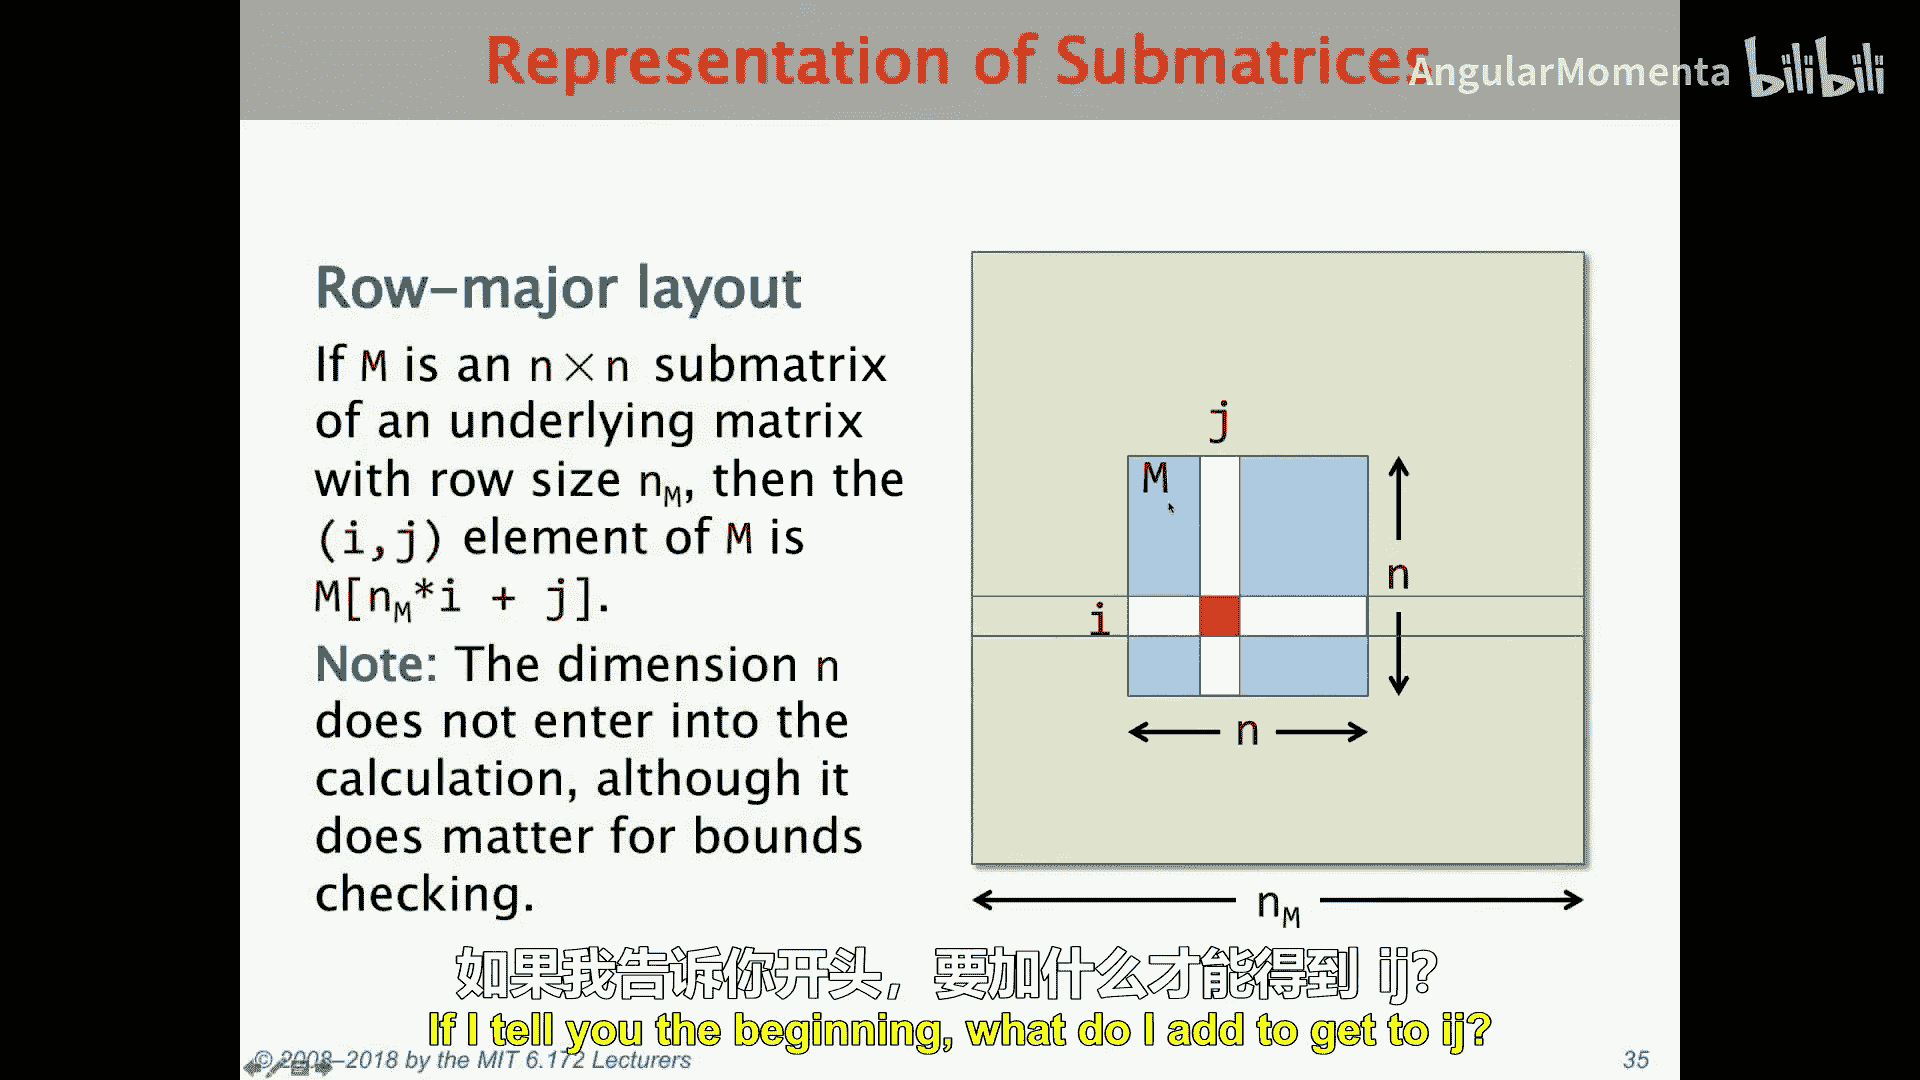 Representation of Submatrices
AngularMomenta bilibili
Row-major layout
If M is an n×n submatrix
of an underlying matrix
with row size nM, then the
(i,j) element of M is
M[nM*i + j].
Note: The dimension n
does not enter into the
calculation, although it
does matter for bounds
checking.
j
M
i
n
n
nM
如果我告诉你开头，要加什么才能得到 ij?
If I tell you the beginning, what do I add to get to ij?
© 2008–2018 by the MIT 6.172 Lecturers
35